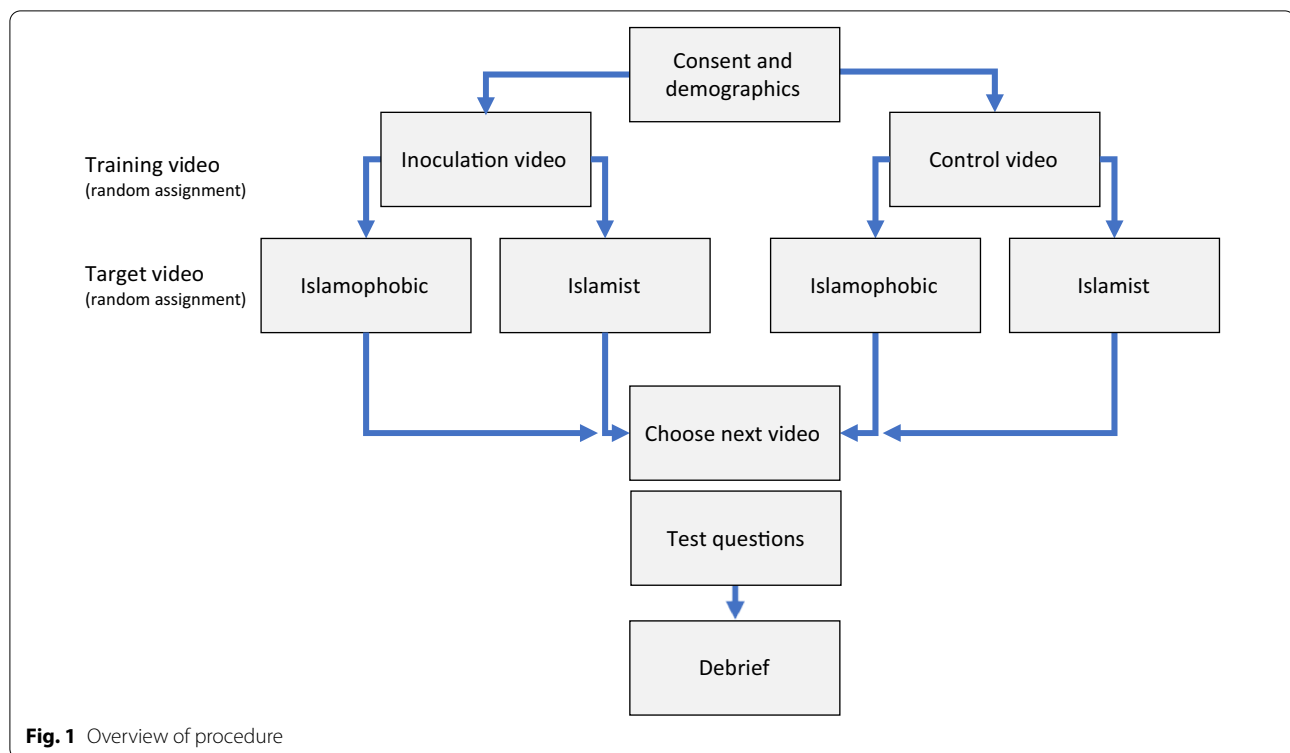 Consent and
demographics
Training video
(random assignment)
Inoculation video
Control video
Target video
(random assignment)
Islamophobic
Islamist
Islamophobic
Islamist
Choose next video
Test questions
Debrief
Fig. 1 Overview of procedure